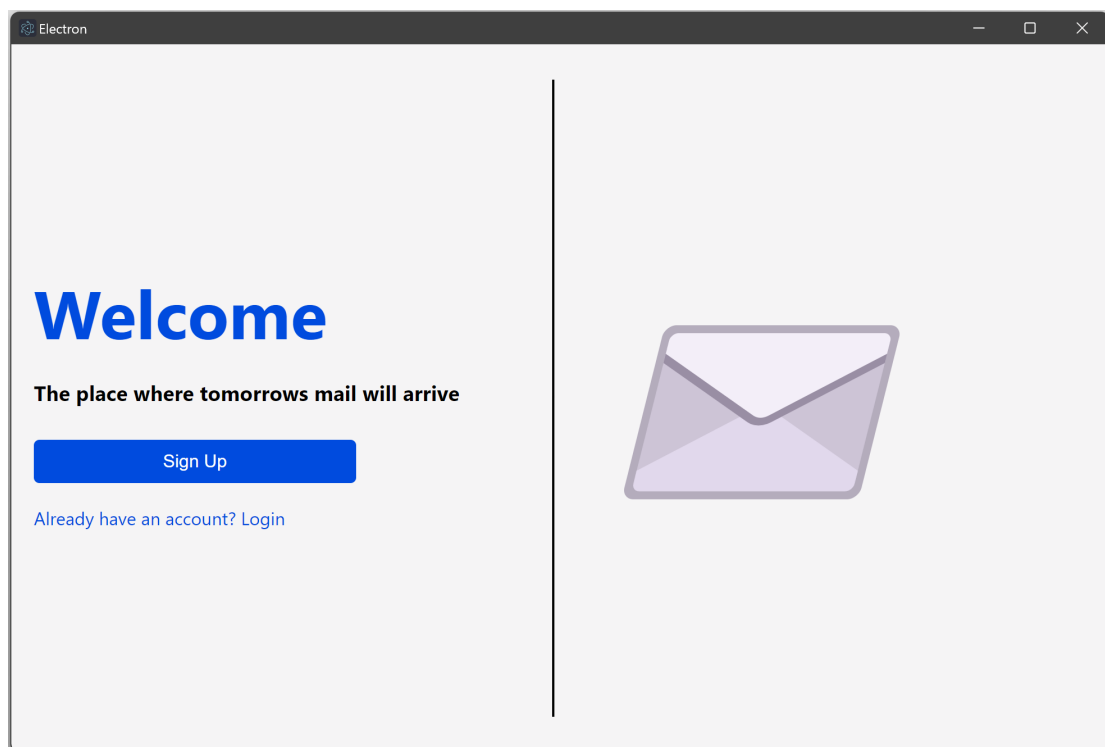 Electron
Welcome
The place where tomorrows mail will arrive
Sign Up
Already have an account? Login